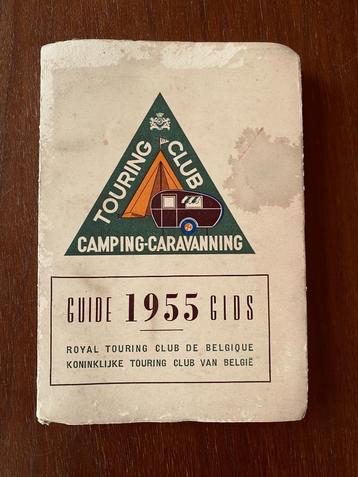 TOURING CLUB
CAMPING-CARAVANNING
GUIDE 1955 GIDS
ROYAL TOURING CLUB DE BELGIQUE
KONINKLIJKE TOURING CLUB VAN BELGIË